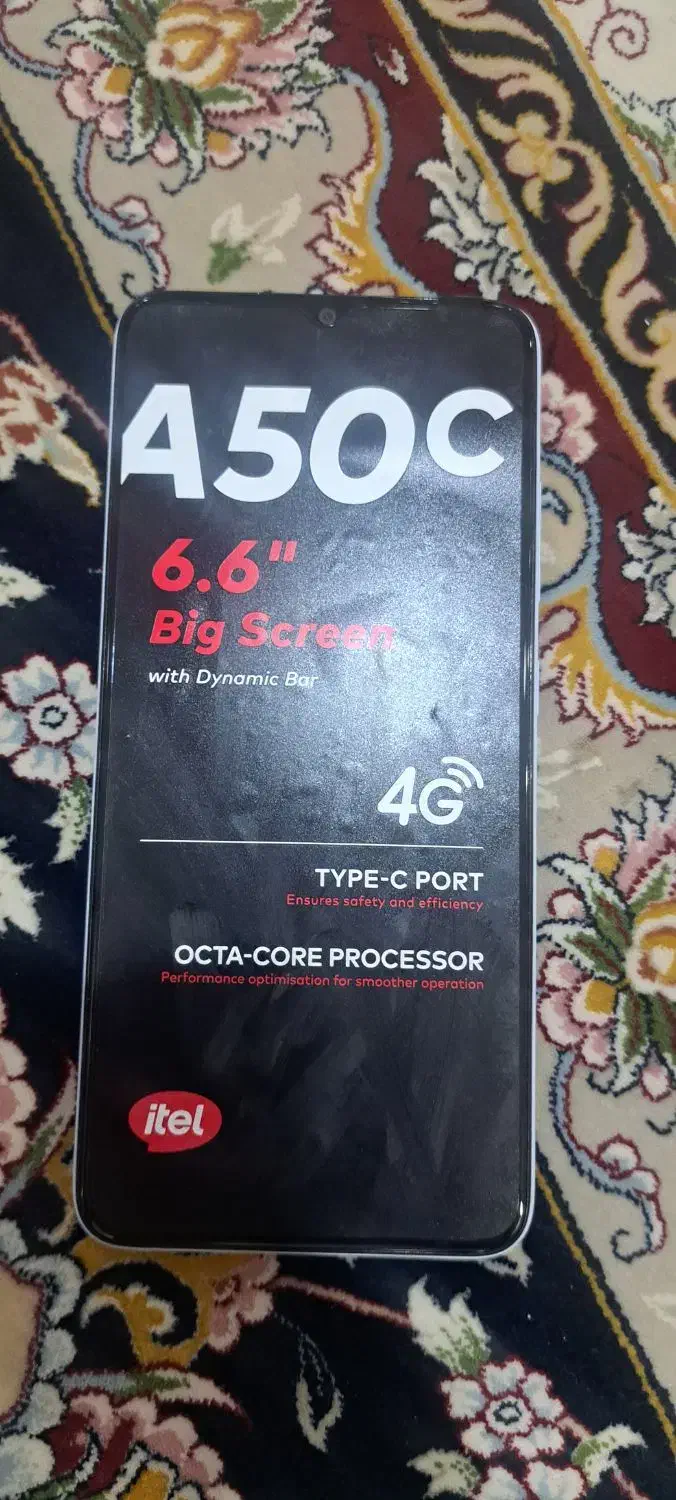 A50C
6.6"
Big Screen
with Dynamic Bar
4G
TYPE-C PORT
Ensures safety and efficiency
OCTA-CORE PROCESSOR
Performance optimisation for smoother operation
itel